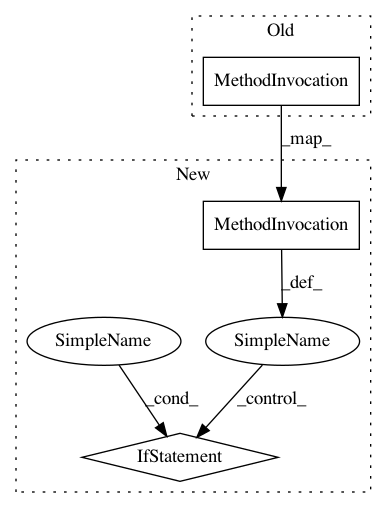 Old
MethodInvocation
_map_
New
MethodInvocation
_def_
SimpleName
SimpleName
_cond_
_control_
IfStatement